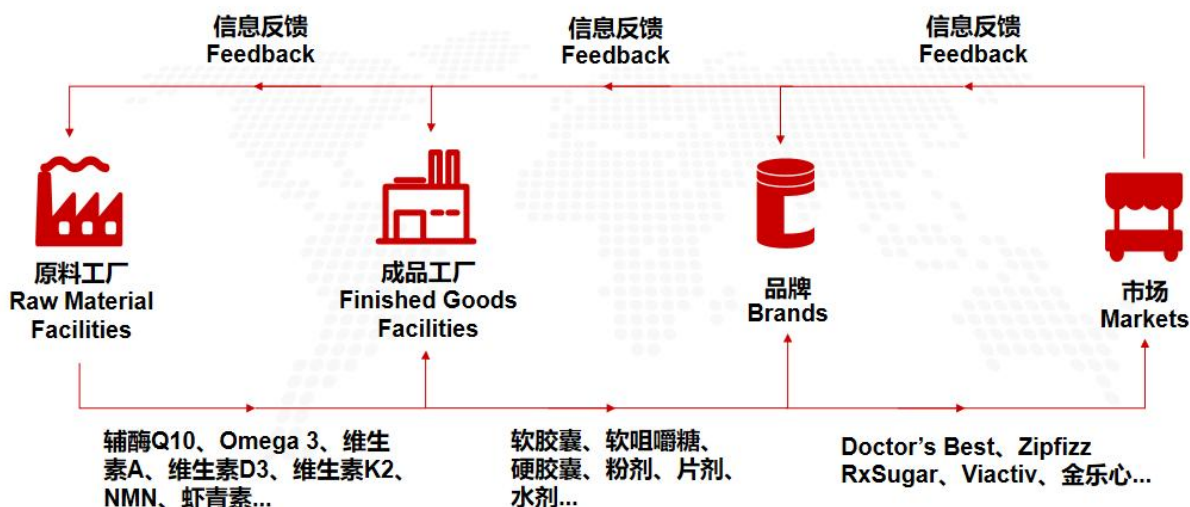 信息反馈
Feedback
信息反馈
Feedback
信息反馈
Feedback
原料工厂
Raw Material
Facilities
成品工厂
Finished Goods
Facilities
品牌
Brands
市场
Markets
辅酶Q10、Omega 3、维生
素A、维生素D3、维生素K2、
NMN、虾青素...
软胶囊、软咀嚼糖、
硬胶囊、粉剂、片剂、
水剂...
Doctor’s Best、Zipfizz
RxSugar、Viactiv、金乐心...